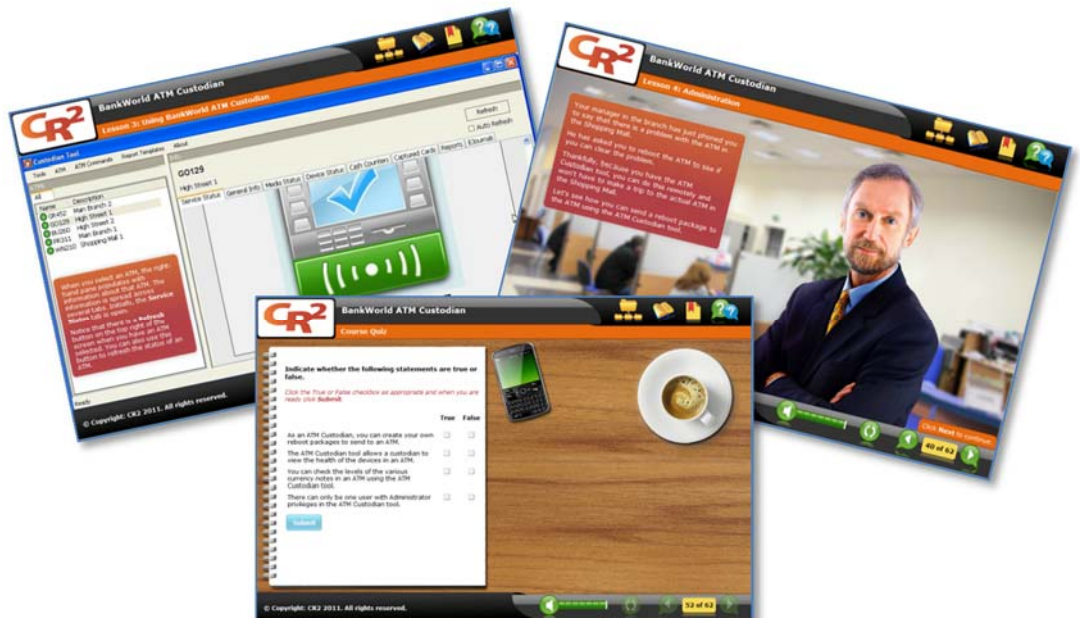 CR2
BankWorld ATM Custodian
Lesson 3: Using BankWorld ATM Custodian
Custodian Tool
Tools ATM ATM Commands Report Templates About
ATMs
All
Name Description
GR452 Main Branch 2
GO129 High Street 1
BL0260 High Street 2
Main Branch 1
WN210 Shopping Mall 1
Refresh
Auto Refresh
GO129
High Street 1
Service Status General Info Media Status Device Status Cash Counters Captured Cards Reports EJournal
When you select an ATM, the right-
hand pane populates with
information about that ATM. The
information is spread across
several tabs. Initially, the Service
Status tab is open.
Notice that there is a Refresh
button on the top right of the
screen when you have an ATM
selected. You can also use this
button to refresh the status of an
ATM.
Ready
© Copyright: CR2 2011. All rights reserved.
CR2
BankWorld ATM Custodian
Lesson 4: Administration
Your manager in the branch has just phoned you
to say that there is a problem with the ATM in
the Shopping Mall.
He has asked you to reboot the ATM to see if
you can clear the problem.
Thankfully, because you have the ATM
Custodian tool, you can do this remotely and
won't have to make a trip to the actual ATM in
the Shopping Mall.
Let's see how you can send a reboot package to
the ATM using the ATM Custodian tool.
Click Next to continue.
40 of 62
CR2
BankWorld ATM Custodian
Course Quiz
Indicate whether the following statements are true or
false.
Click the True or False checkbox as appropriate and when you are
ready click Submit.
True False
As an ATM Custodian, you can create your own
reboot packages to send to an ATM.
The ATM Custodian tool allows a custodian to
view the health of the devices in an ATM.
You can check the levels of the various
currency notes in an ATM using the ATM
Custodian tool.
There can only be one user with Administrator
privileges in the ATM Custodian tool.
Submit
© Copyright: CR2 2011. All rights reserved.
52 of 62